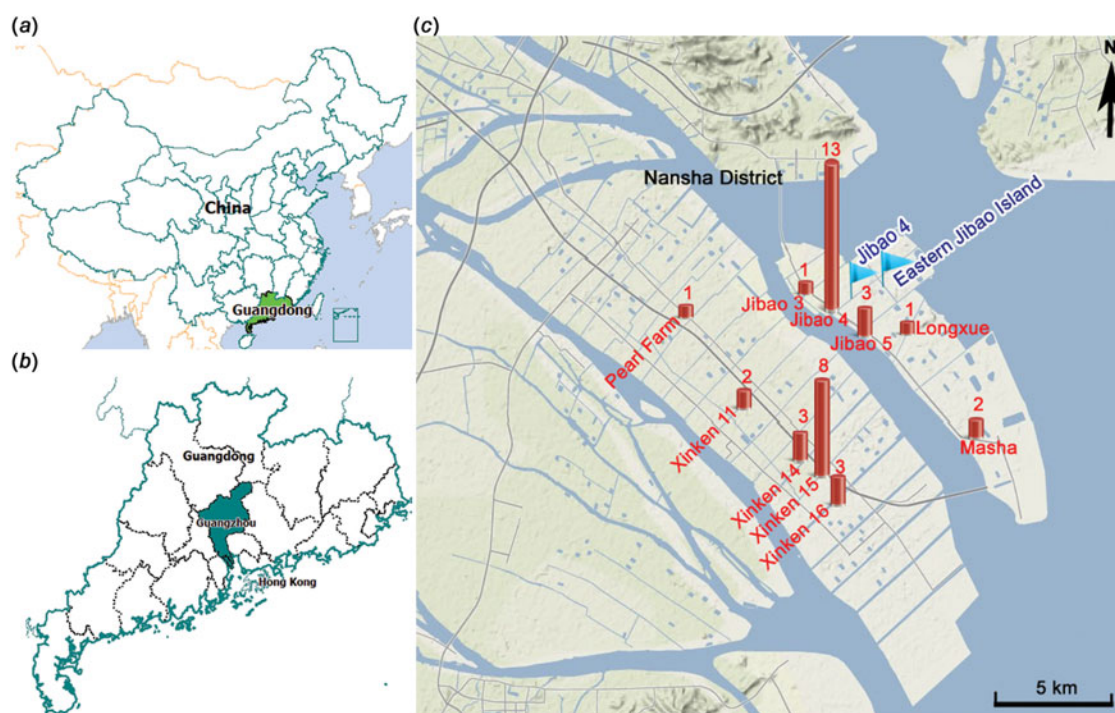 (a)
China
Guangdong
(b)
Guangdong
Guangzhou
Hong Kong
(c)
N
13
Nansha District
Jibao 4
Eastern Jibao Island
1
Jibao 3
Jibao 4
3
Jibao 5
1
Longxue
1
Pearl Farm
2
Xinken 11
8
3
Xinken 14
Xinken 15
3
Xinken 16
2
Masha
5 km